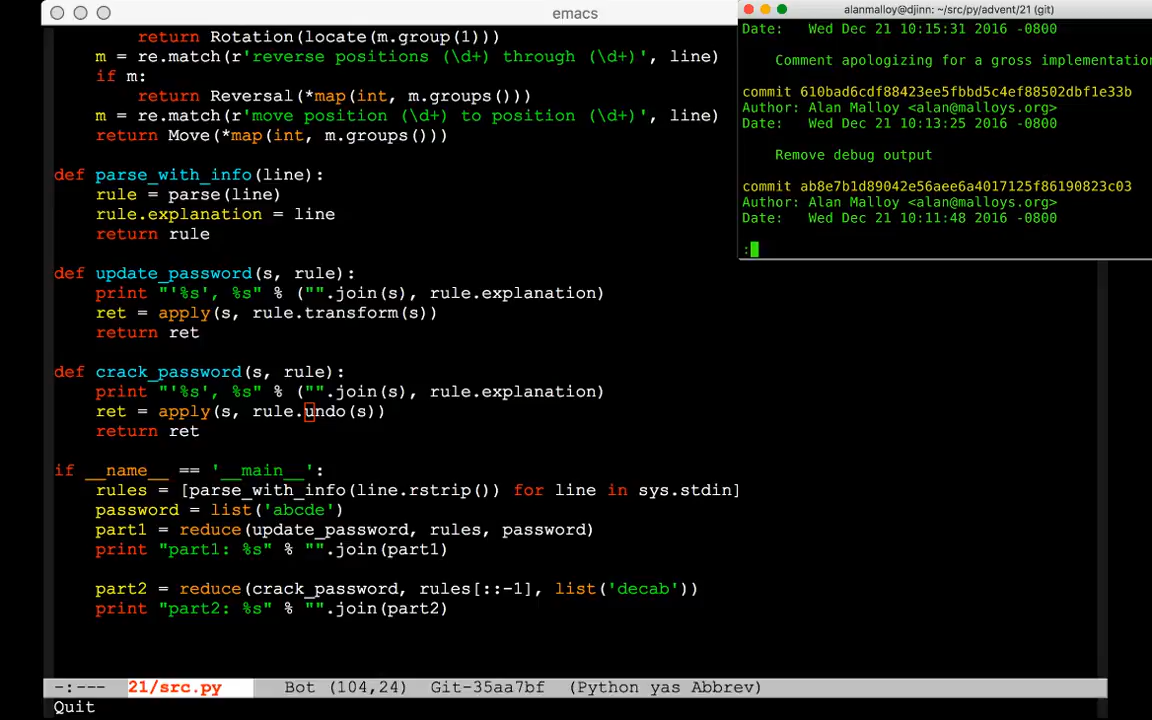 emacs
return Rotation(locate(m.group(1)))
m = re.match(r'reverse positions (\d+) through (\d+)', line)
if m:
return Reversal(*map(int, m.groups()))
m = re.match(r'move position (\d+) to position (\d+)', line)
return Move(*map(int, m.groups()))
def parse_with_info(line):
rule = parse(line)
rule.explanation = line
return rule
def update_password(s, rule):
print "'%s', %s" % ("".join(s), rule.explanation)
ret = apply(s, rule.transform(s))
return ret
def crack_password(s, rule):
print "'%s', %s" % ("".join(s), rule.explanation)
ret = apply(s, rule.undo(s))
return ret
if __name__ == '__main__':
rules = [parse_with_info(line.rstrip()) for line in sys.stdin]
password = list('abcde')
part1 = reduce(update_password, rules, password)
print "part1: %s" % "".join(part1)
part2 = reduce(crack_password, rules[::-1], list('decab'))
print "part2: %s" % "".join(part2)
-:--- 21/src.py Bot (104,24) Git-35aa7bf (Python yas Abbrev)
Quit
alanmalloy@djinn: ~/src/py/advent/21 (git)
Date: Wed Dec 21 10:15:31 2016 -0800
Comment apologizing for a gross implementatio
commit 610bad6cdf88423ee5fbbd5c4ef88502dbf1e33b
Author: Alan Malloy <alan@malloys.org>
Date: Wed Dec 21 10:13:25 2016 -0800
Remove debug output
commit ab8e7b1d89042e56aee6a4017125f86190823c03
Author: Alan Malloy <alan@malloys.org>
Date: Wed Dec 21 10:11:48 2016 -0800
: